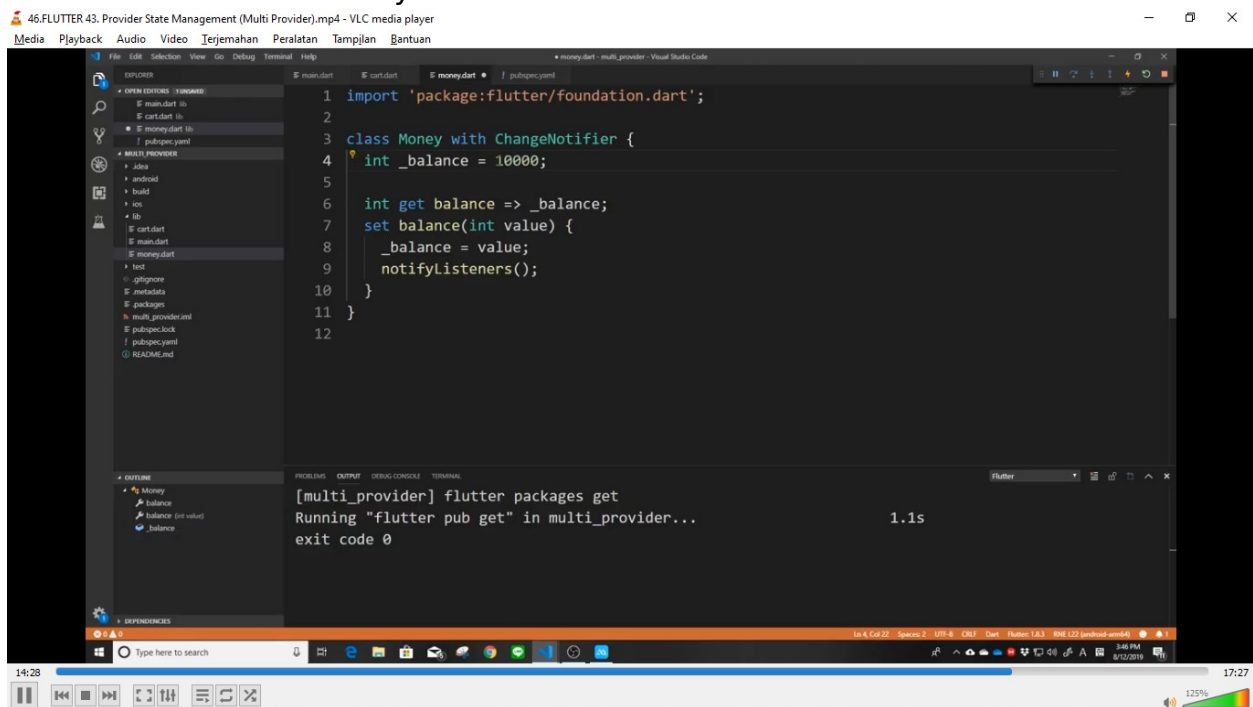 46.FLUTTER 43. Provider State Management (Multi Provider).mp4 - VLC media player
Media Playback Audio Video Terjemahan Peralatan Tampilan Bantuan
File Edit Selection View Go Debug Terminal Help
● money.dart - multi_provider - Visual Studio Code
EXPLORER
main.dart cart.dart money.dart ● ! pubspec.yaml
OPEN EDITORS 1 UNSAVED
main.dart lib
cart.dart lib
● money.dart lib
! pubspec.yaml
MULTI_PROVIDER
.idea
android
build
ios
lib
cart.dart
main.dart
money.dart
test
.gitignore
.metadata
.packages
multi_provider.iml
pubspec.lock
! pubspec.yaml
README.md
1 import 'package:flutter/foundation.dart';
2
3 class Money with ChangeNotifier {
4 int _balance = 10000;
5
6 int get balance => _balance;
7 set balance(int value) {
8 _balance = value;
9 notifyListeners();
10 }
11 }
12
OUTLINE
Money
balance
balance (int value)
_balance
DEPENDENCIES
PROBLEMS OUTPUT DEBUG CONSOLE TERMINAL
Flutter
[multi_provider] flutter packages get
Running "flutter pub get" in multi_provider... 1.1s
exit code 0
0 0
Ln 4, Col 22 Spaces: 2 UTF-8 CRLF Dart Flutter: 1.8.3 RNE L22 (android-arm64) 1
Type here to search
3:46 PM
8/12/2019
14:28 17:27
125%